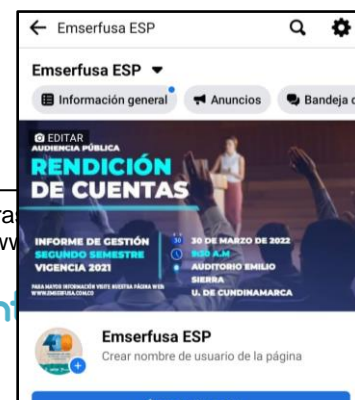 Emserfusa ESP
Emserfusa ESP
Información general
Anuncios
Bandeja d
EDITAR
AUDIENCIA PÚBLICA
RENDICIÓN
DE CUENTAS
INFORME DE GESTIÓN
SEGUNDO SEMESTRE
VIGENCIA 2021
PARA MAYOR INFORMACIÓN VISITE NUESTRA PÁGINA WEB
WWW.EMSERFUSA.COM.CO
30
30 DE MARZO DE 2022
9:30 A.M
AUDITORIO EMILIO
SIERRA
U. DE CUNDINAMARCA
Emserfusa ESP
Crear nombre de usuario de la página